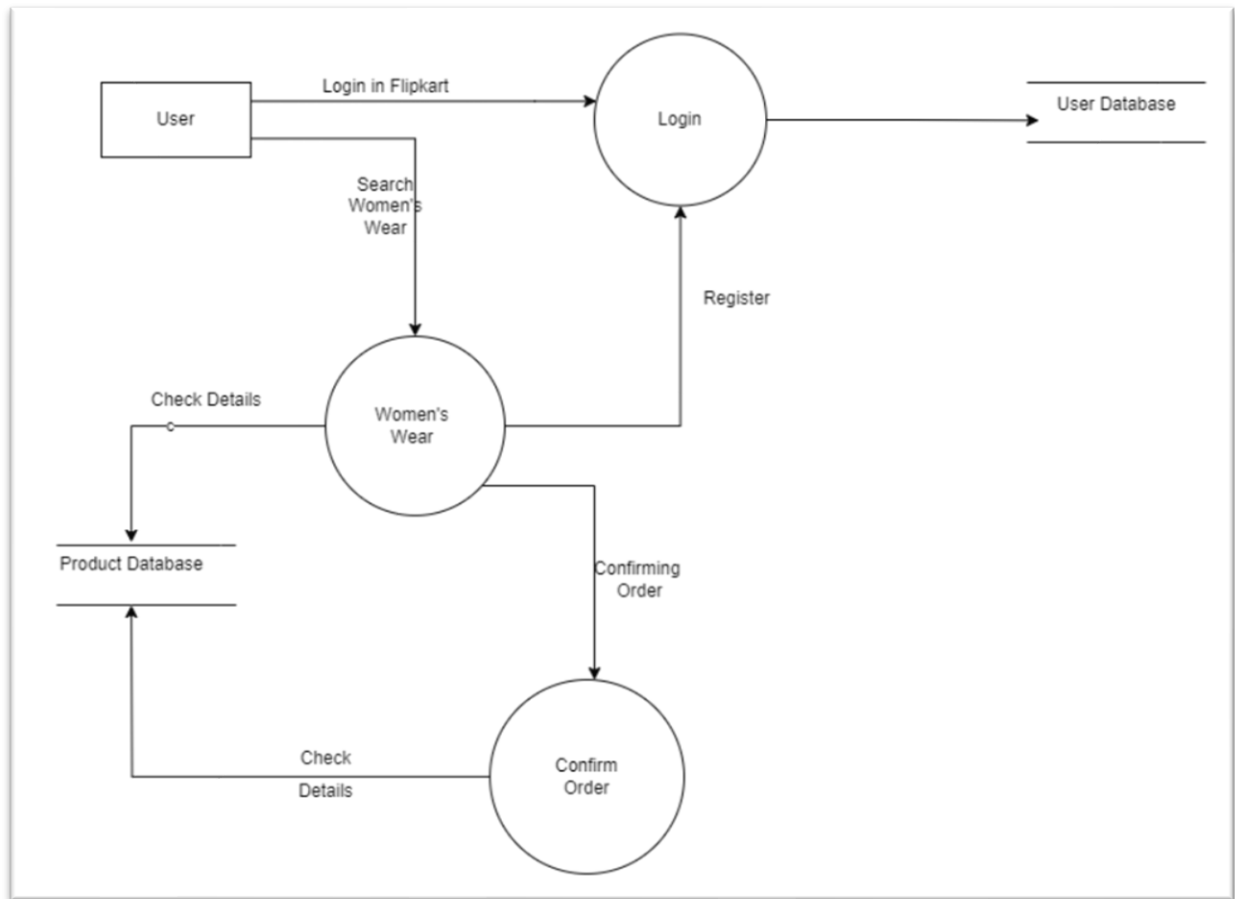 Login in Flipkart
User
Login
User Database
Search
Women's
Wear
Register
Check Details
Women's
Wear
Product Database
Confirming
Order
Check
Details
Confirm
Order